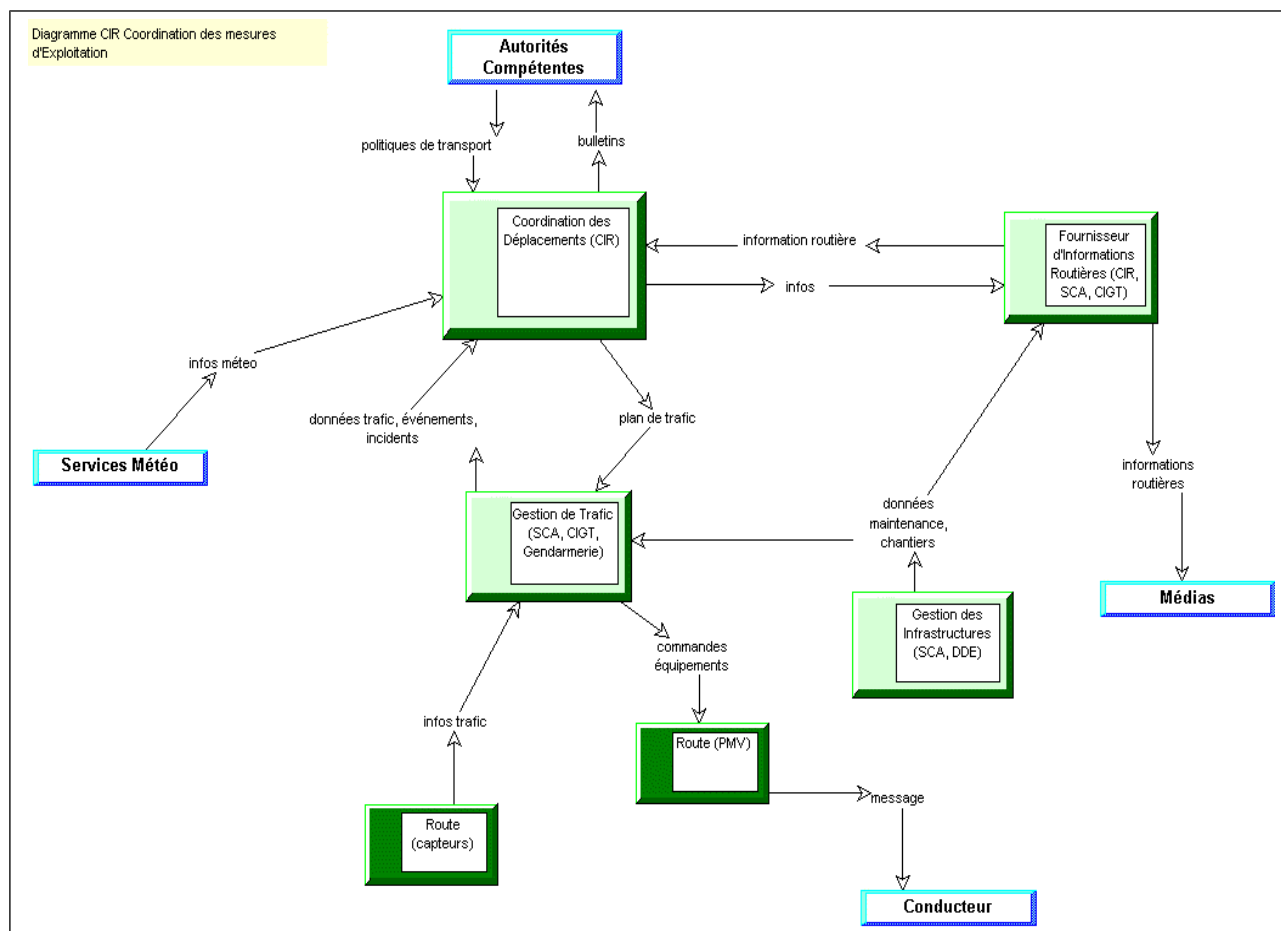 Diagramme CIR Coordination des mesures
d'Exploitation
Autorités
Compétentes
politiques de transport
bulletins
Coordination des
Déplacements (CIR)
information routière
infos
Fournisseur
d'Informations
Routières (CIR,
SCA, CIGT)
infos méteo
données trafic, événements,
incidents
plan de trafic
Services Météo
informations
routières
Gestion de Trafic
(SCA, CIGT,
Gendarmerie)
données
maintenance,
chantiers
Médias
Gestion des
Infrastructures
(SCA, DDE)
commandes
équipements
infos trafic
Route (PMV)
message
Route
(capteurs)
Conducteur